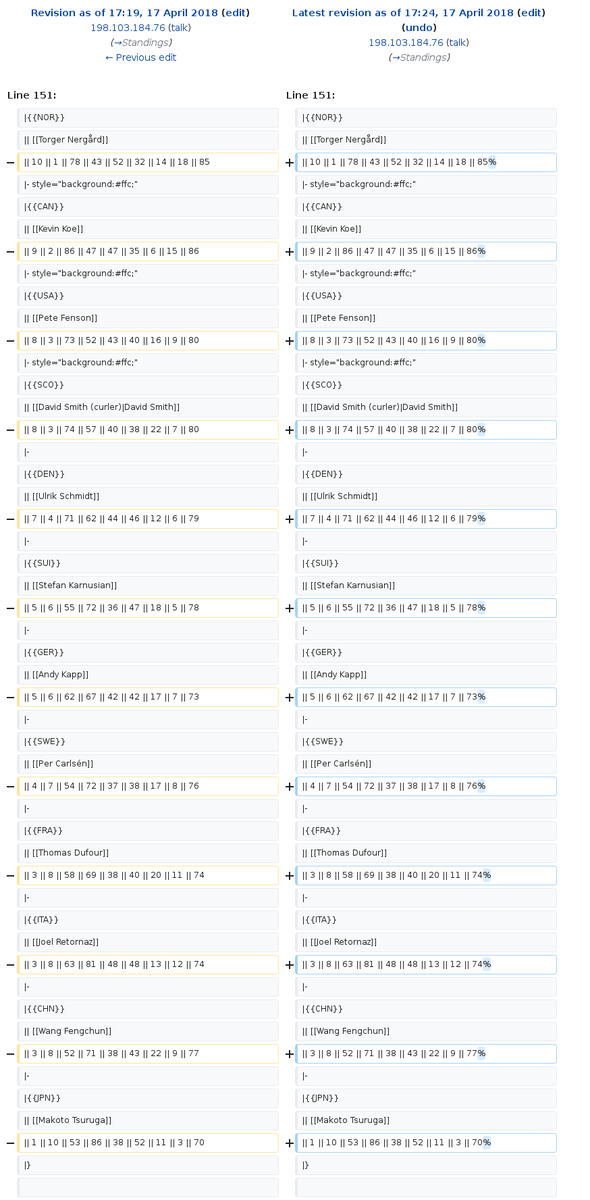 Revision as of 17:19, 17 April 2018 (edit)
198.103.184.76 (talk)
(→Standings)
← Previous edit
Latest revision as of 17:24, 17 April 2018 (edit)
(undo)
198.103.184.76 (talk)
(→Standings)
Line 151:
Line 151:
|{{NOR}}
|{{NOR}}
|| [[Torger Nergård]]
|| [[Torger Nergård]]
− || 10 || 1 || 78 || 43 || 52 || 32 || 14 || 18 || 85
+ || 10 || 1 || 78 || 43 || 52 || 32 || 14 || 18 || 85%
|- style="background:#ffc;"
|- style="background:#ffc;"
|{{CAN}}
|{{CAN}}
|| [[Kevin Koe]]
|| [[Kevin Koe]]
− || 9 || 2 || 86 || 47 || 47 || 35 || 6 || 15 || 86
+ || 9 || 2 || 86 || 47 || 47 || 35 || 6 || 15 || 86%
|- style="background:#ffc;"
|- style="background:#ffc;"
|{{USA}}
|{{USA}}
|| [[Pete Fenson]]
|| [[Pete Fenson]]
− || 8 || 3 || 73 || 52 || 43 || 40 || 16 || 9 || 80
+ || 8 || 3 || 73 || 52 || 43 || 40 || 16 || 9 || 80%
|- style="background:#ffc;"
|- style="background:#ffc;"
|{{SCO}}
|{{SCO}}
|| [[David Smith (curler)|David Smith]]
|| [[David Smith (curler)|David Smith]]
− || 8 || 3 || 74 || 57 || 40 || 38 || 22 || 7 || 80
+ || 8 || 3 || 74 || 57 || 40 || 38 || 22 || 7 || 80%
|-
|-
|{{DEN}}
|{{DEN}}
|| [[Ulrik Schmidt]]
|| [[Ulrik Schmidt]]
− || 7 || 4 || 71 || 62 || 44 || 46 || 12 || 6 || 79
+ || 7 || 4 || 71 || 62 || 44 || 46 || 12 || 6 || 79%
|-
|-
|{{SUI}}
|{{SUI}}
|| [[Stefan Karnusian]]
|| [[Stefan Karnusian]]
− || 5 || 6 || 55 || 72 || 36 || 47 || 18 || 5 || 78
+ || 5 || 6 || 55 || 72 || 36 || 47 || 18 || 5 || 78%
|-
|-
|{{GER}}
|{{GER}}
|| [[Andy Kapp]]
|| [[Andy Kapp]]
− || 5 || 6 || 62 || 67 || 42 || 42 || 17 || 7 || 73
+ || 5 || 6 || 62 || 67 || 42 || 42 || 17 || 7 || 73%
|-
|-
|{{SWE}}
|{{SWE}}
|| [[Per Carlsén]]
|| [[Per Carlsén]]
− || 4 || 7 || 54 || 72 || 37 || 38 || 17 || 8 || 76
+ || 4 || 7 || 54 || 72 || 37 || 38 || 17 || 8 || 76%
|-
|-
|{{FRA}}
|{{FRA}}
|| [[Thomas Dufour]]
|| [[Thomas Dufour]]
− || 3 || 8 || 58 || 69 || 38 || 40 || 20 || 11 || 74
+ || 3 || 8 || 58 || 69 || 38 || 40 || 20 || 11 || 74%
|-
|-
|{{ITA}}
|{{ITA}}
|| [[Joel Retornaz]]
|| [[Joel Retornaz]]
− || 3 || 8 || 63 || 81 || 48 || 48 || 13 || 12 || 74
+ || 3 || 8 || 63 || 81 || 48 || 48 || 13 || 12 || 74%
|-
|-
|{{CHN}}
|{{CHN}}
|| [[Wang Fengchun]]
|| [[Wang Fengchun]]
− || 3 || 8 || 52 || 71 || 38 || 43 || 22 || 9 || 77
+ || 3 || 8 || 52 || 71 || 38 || 43 || 22 || 9 || 77%
|-
|-
|{{JPN}}
|{{JPN}}
|| [[Makoto Tsuruga]]
|| [[Makoto Tsuruga]]
− || 1 || 10 || 53 || 86 || 38 || 52 || 11 || 3 || 70
+ || 1 || 10 || 53 || 86 || 38 || 52 || 11 || 3 || 70%
|}
|}